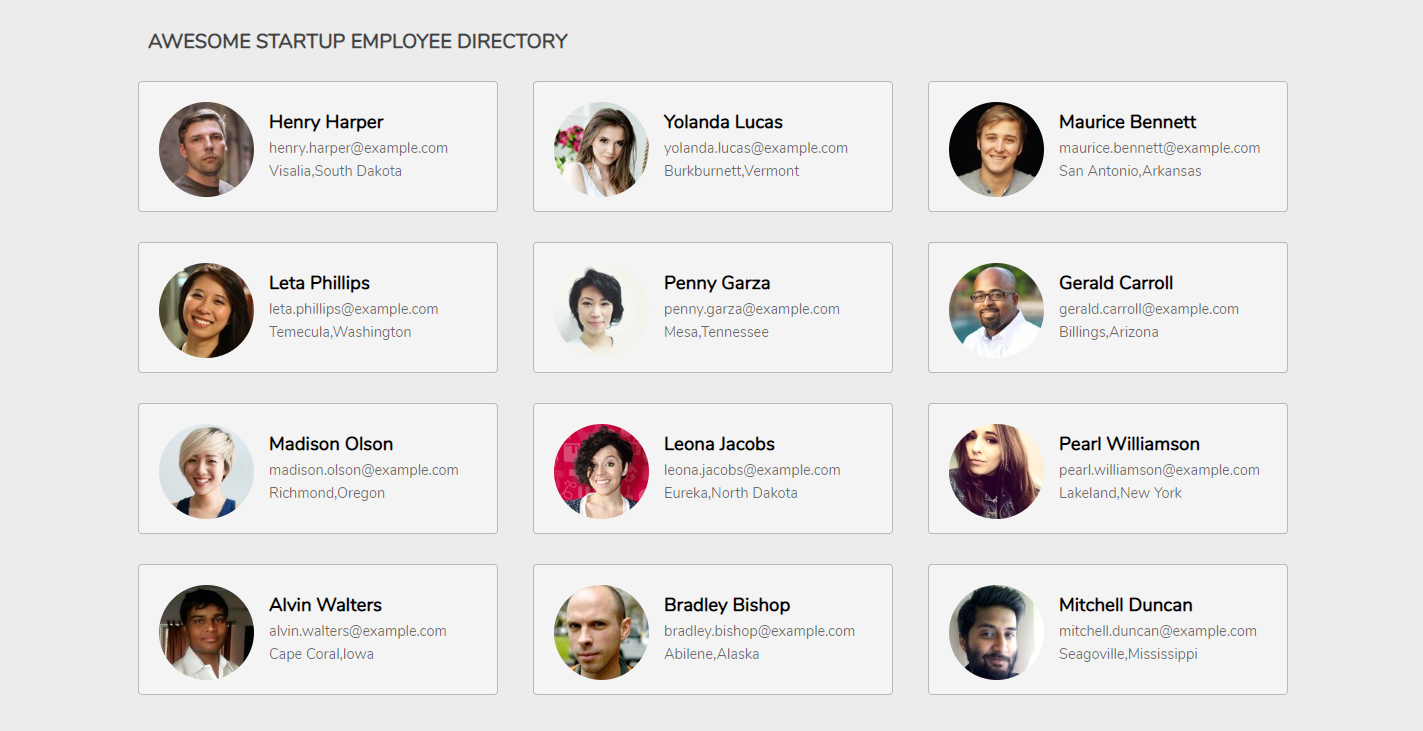 AWESOME STARTUP EMPLOYEE DIRECTORY
Henry Harper
henry.harper@example.com
Visalia,South Dakota
Yolanda Lucas
yolanda.lucas@example.com
Burkburnett,Vermont
Maurice Bennett
maurice.bennett@example.com
San Antonio,Arkansas
Leta Phillips
leta.phillips@example.com
Temecula,Washington
Penny Garza
penny.garza@example.com
Mesa,Tennessee
Gerald Carroll
gerald.carroll@example.com
Billings,Arizona
Madison Olson
madison.olson@example.com
Richmond,Oregon
Leona Jacobs
leona.jacobs@example.com
Eureka,North Dakota
Pearl Williamson
pearl.williamson@example.com
Lakeland,New York
Alvin Walters
alvin.walters@example.com
Cape Coral,Iowa
Bradley Bishop
bradley.bishop@example.com
Abilene,Alaska
Mitchell Duncan
mitchell.duncan@example.com
Seagoville,Mississippi